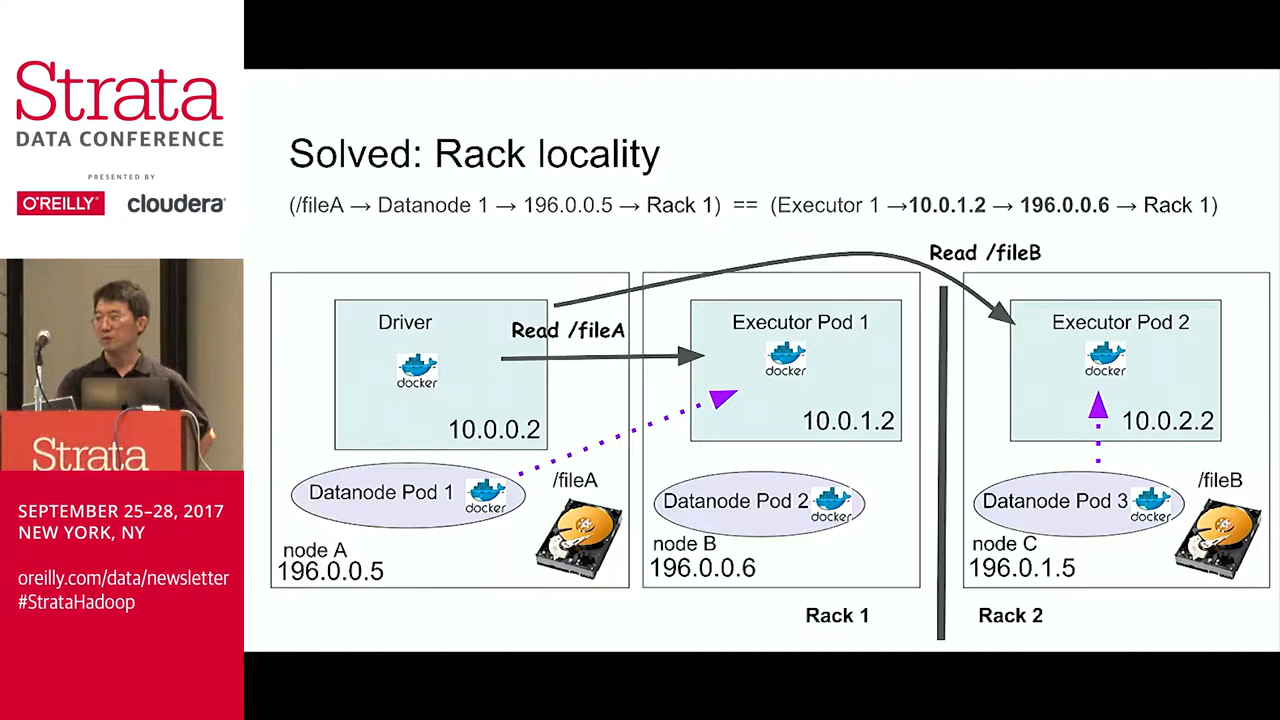 Strata
DATA CONFERENCE
PRESENTED BY
O'REILLY® cloudera®
Strata
SEPTEMBER 25–28, 2017
NEW YORK, NY
oreilly.com/data/newsletter
#StrataHadoop
Solved: Rack locality
(/fileA → Datanode 1 → 196.0.0.5 → Rack 1) == (Executor 1 →10.0.1.2 → 196.0.0.6 → Rack 1)
Read /fileB
Driver
Read /fileA
docker
10.0.0.2
Executor Pod 1
docker
10.0.1.2
Executor Pod 2
docker
10.0.2.2
Datanode Pod 1
docker
/fileA
node A
196.0.0.5
Datanode Pod 2
docker
node B
196.0.0.6
Datanode Pod 3
docker
/fileB
node C
196.0.1.5
Rack 1
Rack 2